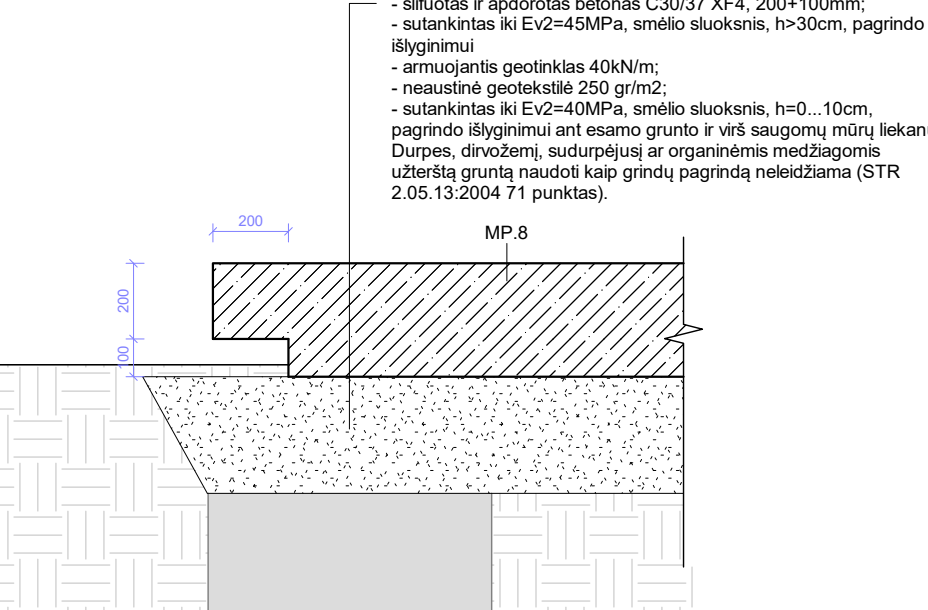 - šlifuotas ir apdorotas betonas C30/37 XF4, 200+100mm;
- sutankintas iki Ev2=45MPa, smėlio sluoksnis, h>30cm, pagrindo
išlyginimui
- armuojantis geotinklas 40kN/m;
- neaustinė geotekstilė 250 gr/m2;
- sutankintas iki Ev2=40MPa, smėlio sluoksnis, h=0...10cm,
pagrindo išlyginimui ant esamo grunto ir virš saugomų mūrų
Durpes, dirvožemį, sudurpėjusį ar organinėmis medžiagomis
užterštą gruntą naudoti kaip grindų pagrindą neleidžiama (STR
2.05.13:2004 71 punktas).
200
MP.8
200
100